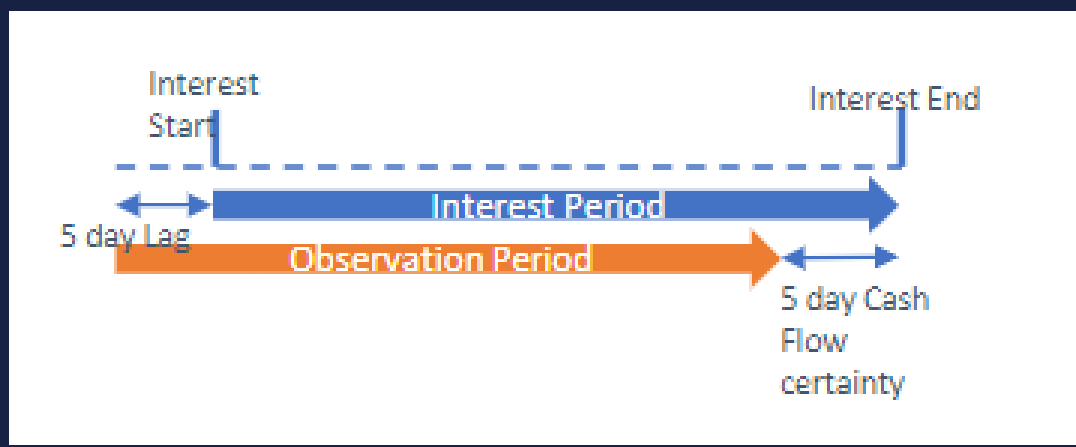 Interest
Start
Interest End
Interest Period
5 day Lag
Observation Period
5 day Cash
Flow
certainty